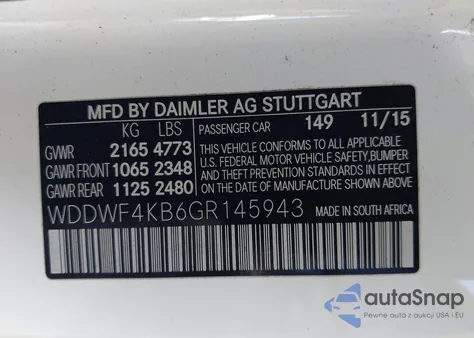 MFD BY DAIMLER AG STUTTGART
KG LBS PASSENGER CAR 149 11/15
GVWR 2165 4773 THIS VEHICLE CONFORMS TO ALL APPLICABLE
GAWR FRONT 1065 2348 U.S. FEDERAL MOTOR VEHICLE SAFETY, BUMPER
GAWR REAR 1125 2480 AND THEFT PREVENTION STANDARDS IN EFFECT ON THE DATE OF MANUFACTURE SHOWN ABOVE.
WDDWF4KB6GR145943 MADE IN SOUTH AFRICA
autoSnap
Pewne auta z aukcji USA i EU